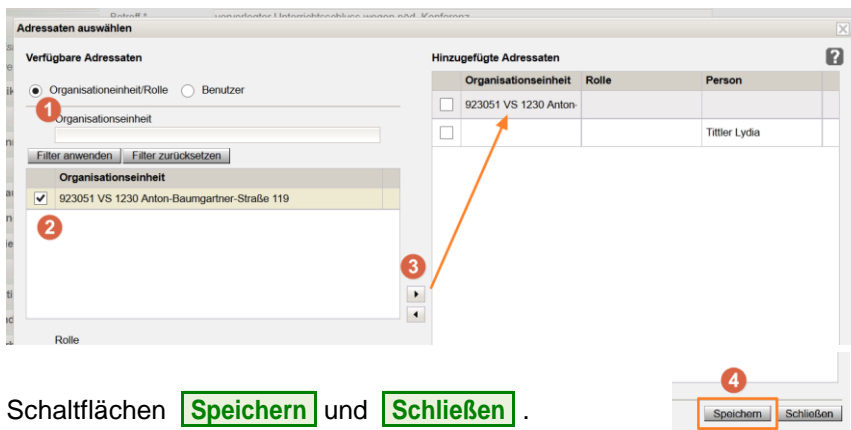 Betreff * vorverlegter Unterrichtsschluss wegen päd. Konferenz
Adressaten auswählen
Verfügbare Adressaten
Hinzugefügte Adressaten
?
Organisationseinheit Rolle Person
Organisationeinheit/Rolle Benutzer
923051 VS 1230 Anton-
1
Organisationseinheit
Tittler Lydia
Filter anwenden Filter zurücksetzen
Organisationseinheit
923051 VS 1230 Anton-Baumgartner-Straße 119
2
3
Rolle
4
Schaltflächen Speichern und Schließen .
Speichern Schließen